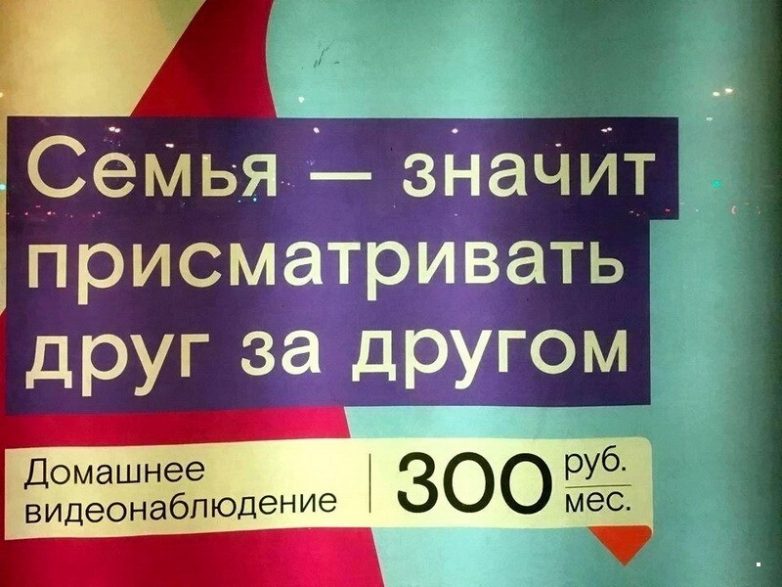 Семья — значит
присматривать
друг за другом
Домашнее
видеонаблюдение
300 руб.
мес.